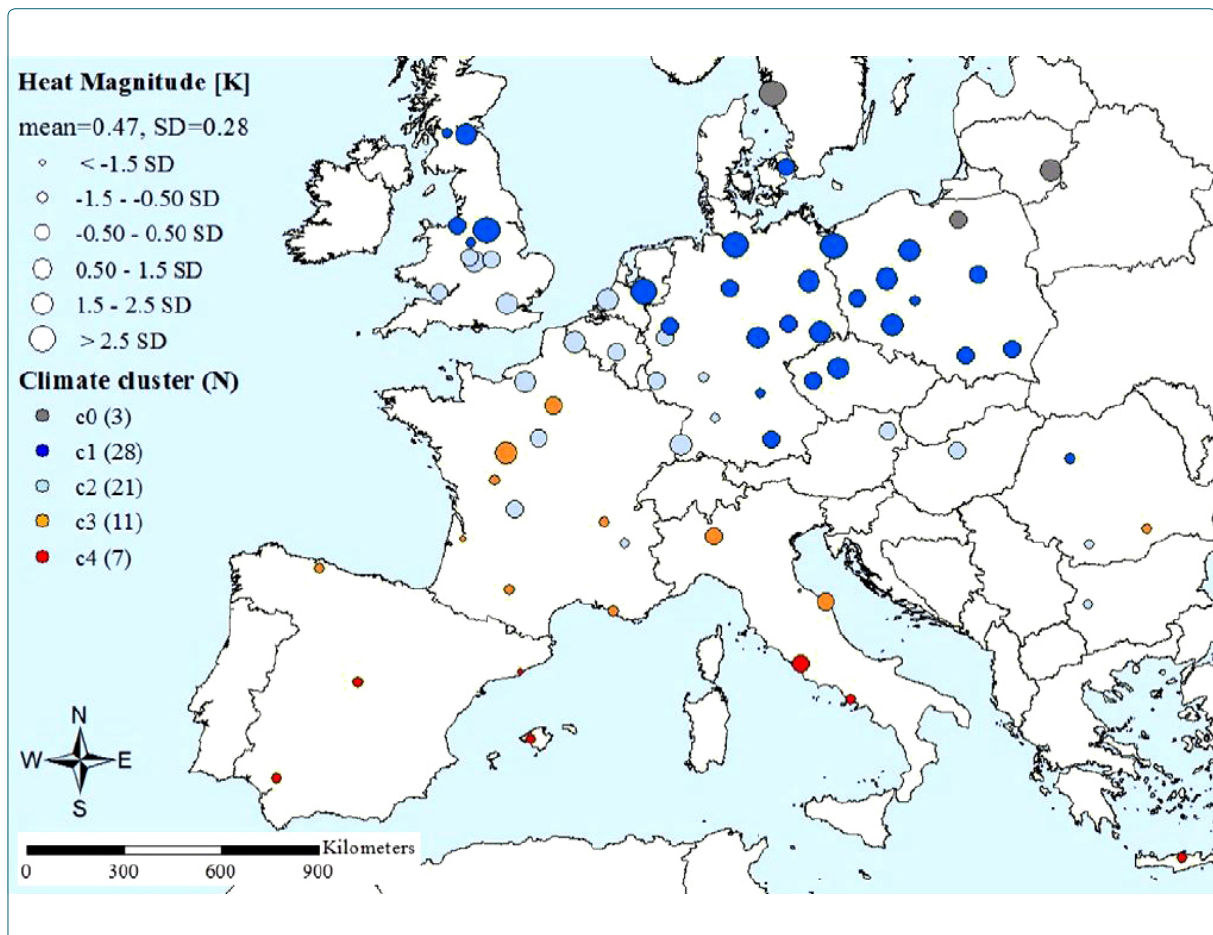 Heat Magnitude [K]
mean=0.47, SD=0.28
< -1.5 SD
-1.5 - -0.50 SD
-0.50 - 0.50 SD
0.50 - 1.5 SD
1.5 - 2.5 SD
> 2.5 SD
Climate cluster (N)
c0 (3)
c1 (28)
c2 (21)
c3 (11)
c4 (7)
N
W E
S
Kilometers
0 300 600 900